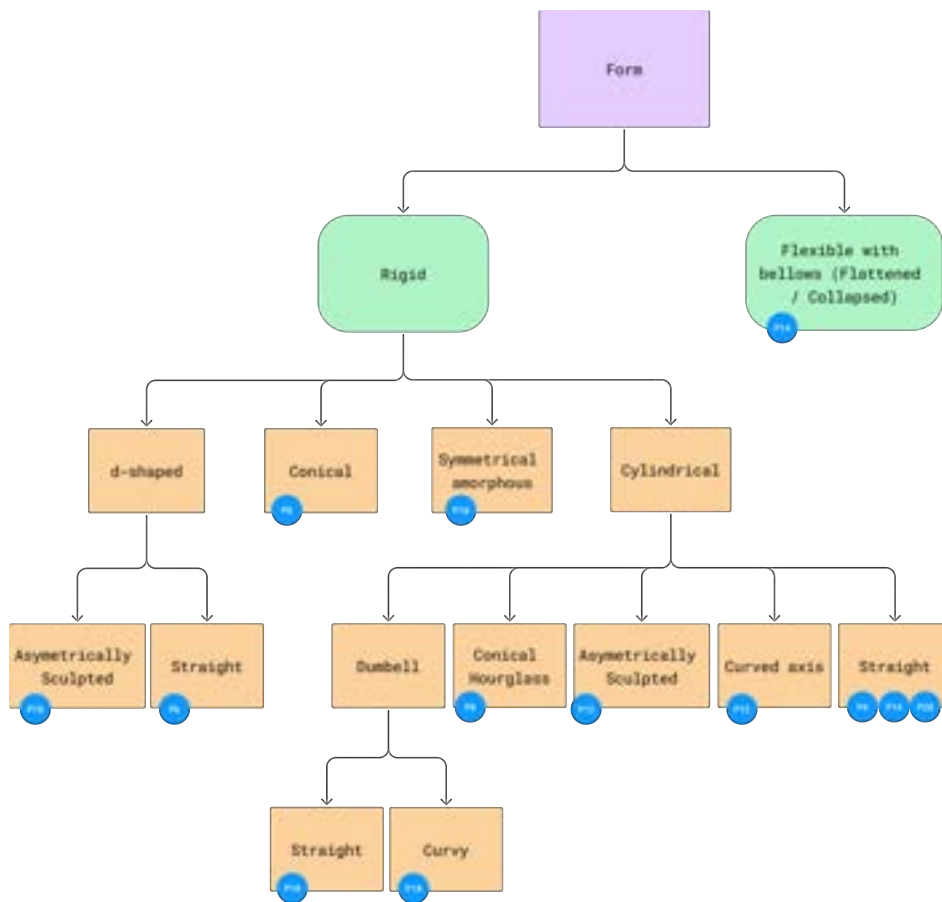 Form
Rigid
Flexible with
bellows (Flattened
/ Collapsed)
d-shaped
Conical
Symmetrical
amorphous
Cylindrical
Asymetrically
Sculpted
Straight
Dumbell
Conical
Hourglass
Asymetrically
Sculpted
Curved axis
Straight
Straight
Curvy